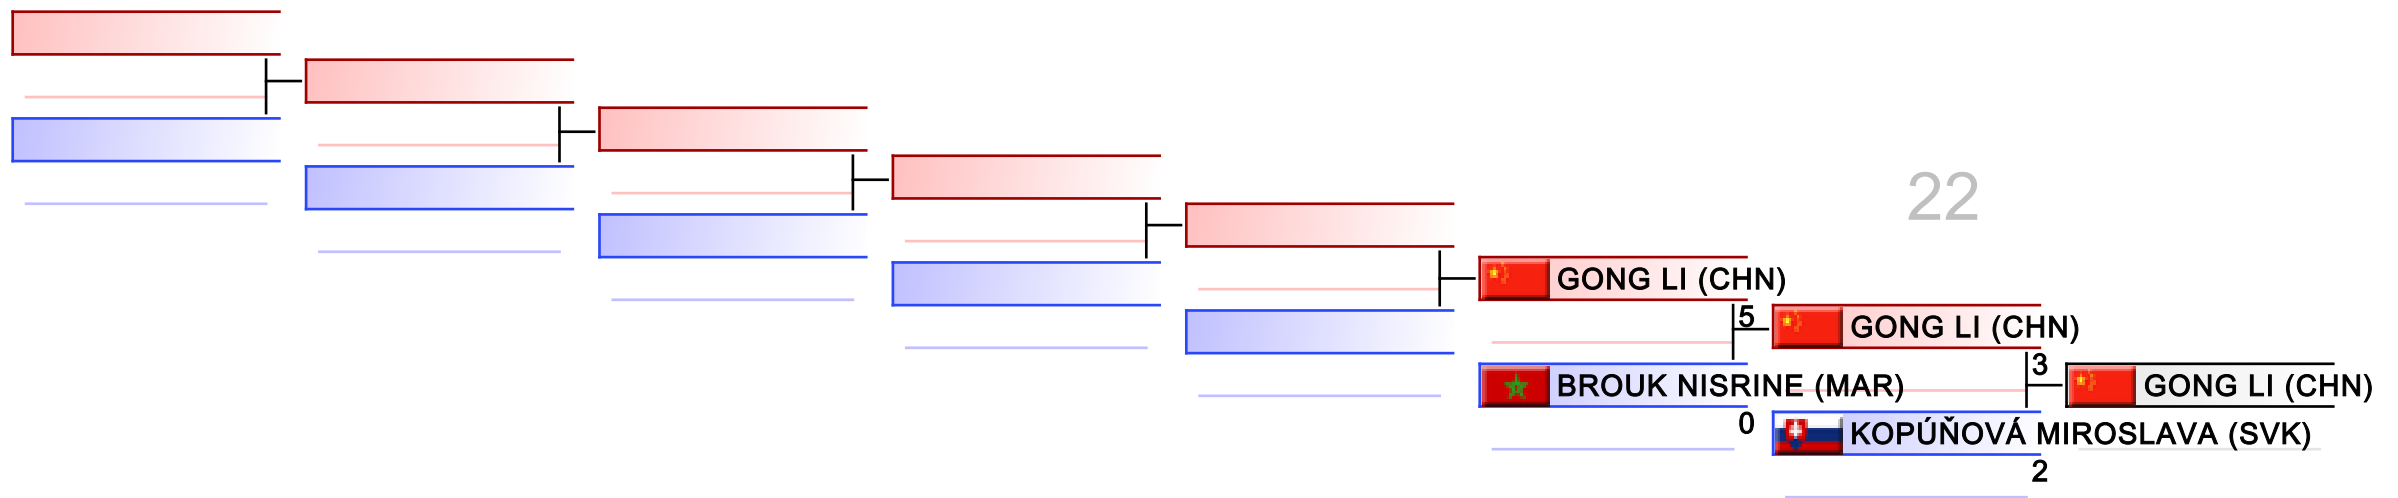 22
GONG LI (CHN)
5
GONG LI (CHN)
3
BROUK NISRINE (MAR)
GONG LI (CHN)
0
KOPÚŇOVÁ MIROSLAVA (SVK)
2